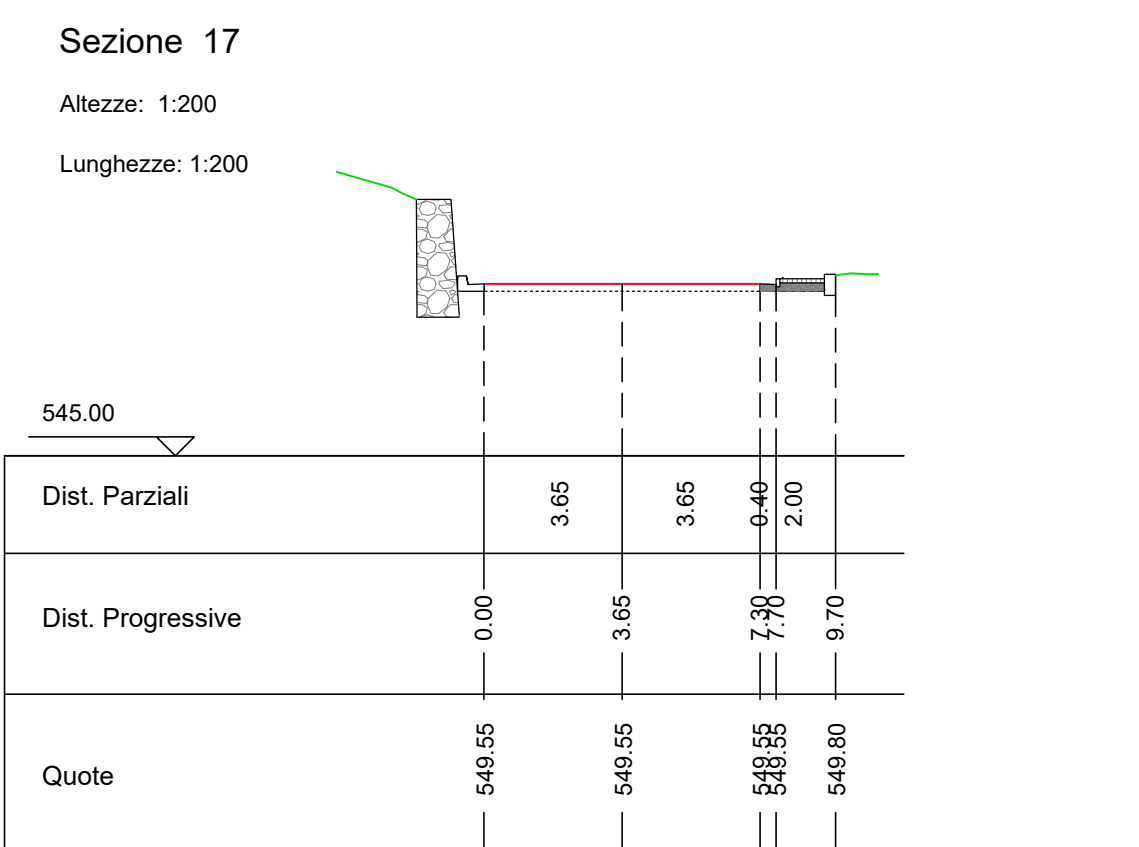 Sezione 17
Altezze: 1:200
Lunghezze: 1:200
545.00
Dist. Parziali
3.65
3.65
0.40
2.00
Dist. Progressive
0.00
3.65
7.30
7.70
9.70
Quote
549.55
549.55
549.55
549.55
549.80